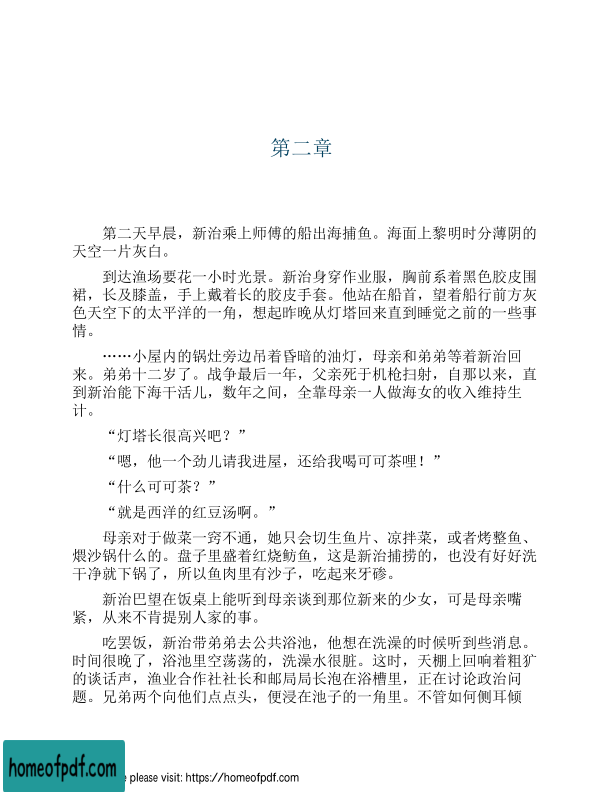 第二章
第二天早晨，新治乘上师傅的船出海捕鱼。海面上黎明时分薄阴的
天空一片灰白。
到达渔场要花一小时光景。新治身穿作业服，胸前系着黑色胶皮围
裙，长及膝盖，手上戴着长的胶皮手套。他站在船首，望着船行前方灰
色天空下的太平洋的一角，想起昨晚从灯塔回来直到睡觉之前的一些事
情。
……小屋内的锅灶旁边吊着昏暗的油灯，母亲和弟弟等着新治回
来。弟弟十二岁了。战争最后一年，父亲死于机枪扫射，自那以来，直
到新治能下海干活儿，数年之间，全靠母亲一人做海女的收入维持生
计。
“灯塔长很高兴吧？”
“嗯，他一个劲儿请我进屋，还给我喝可可茶哩！”
“什么可可茶？”
“就是西洋的红豆汤啊。”
母亲对于做菜一窍不通，她只会切生鱼片、凉拌菜，或者烤整鱼、
煨沙锅什么的。盘子里盛着红烧鲂鱼，这是新治捕捞的，也没有好好洗
干净就下锅了，所以鱼肉里有沙子，吃起来牙碜。
新治巴望在饭桌上能听到母亲谈到那位新来的少女，可是母亲嘴
紧，从来不肯提别人家的事。
吃罢饭，新治带弟弟去公共浴池，他想在洗澡的时候听到些消息。
时间很晚了，浴池里空荡荡的，洗澡水很脏。这时，天棚上回响着粗犷
的谈话声，渔业合作社社长和邮局局长泡在浴槽里，正在讨论政治问
题。兄弟两个向他们点点头，便浸在池子的一角里。不管如何侧耳倾
homeofpdf.com
e please visit: https://homeofpdf.com